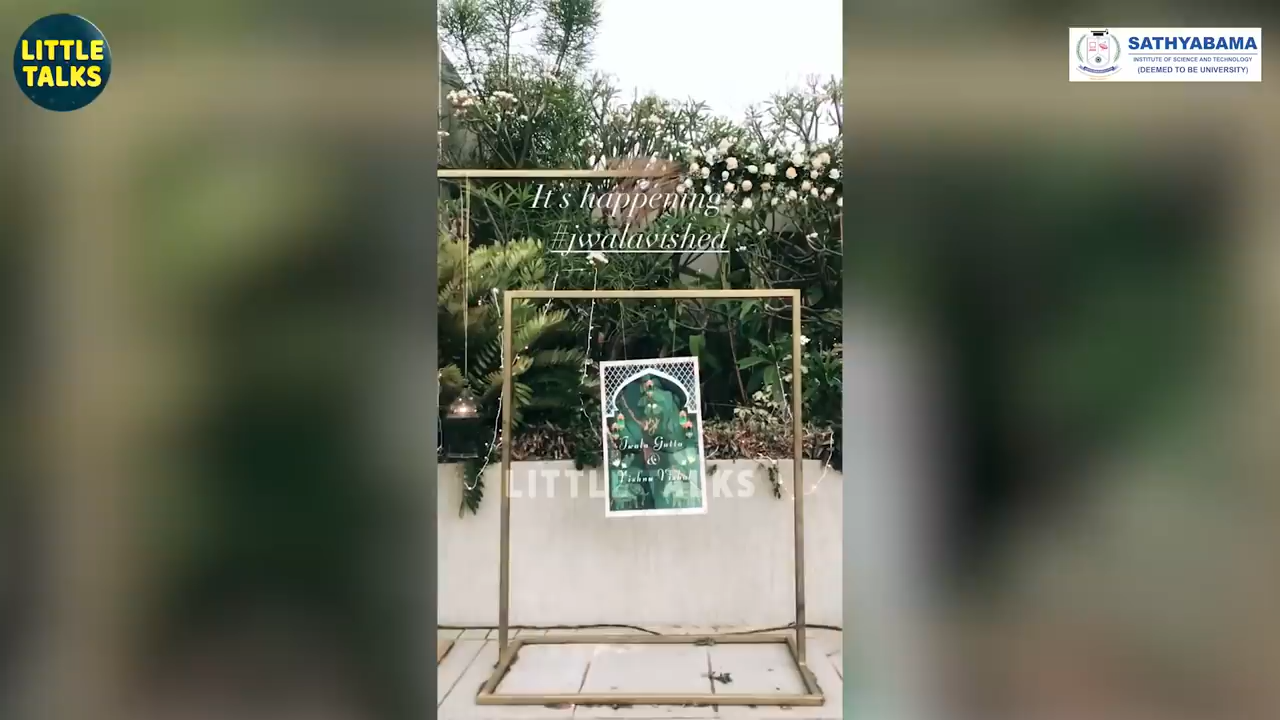 LITTLE
TALKS
SATHYABAMA
INSTITUTE OF SCIENCE AND TECHNOLOGY
(DEEMED TO BE UNIVERSITY)
It's happening
#jwalavished
Jwala Gutta
&
Vishnu Vishal
LITTLE TALKS